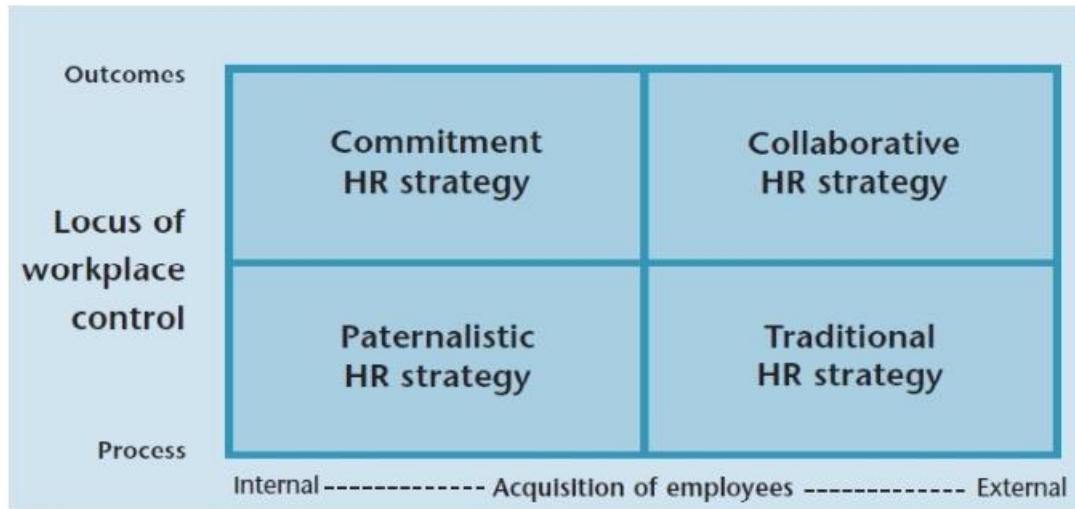 Outcomes
Commitment
HR strategy
Collaborative
HR strategy
Locus of
workplace
control
Paternalistic
HR strategy
Traditional
HR strategy
Process
Internal ------------- Acquisition of employees ------------- External